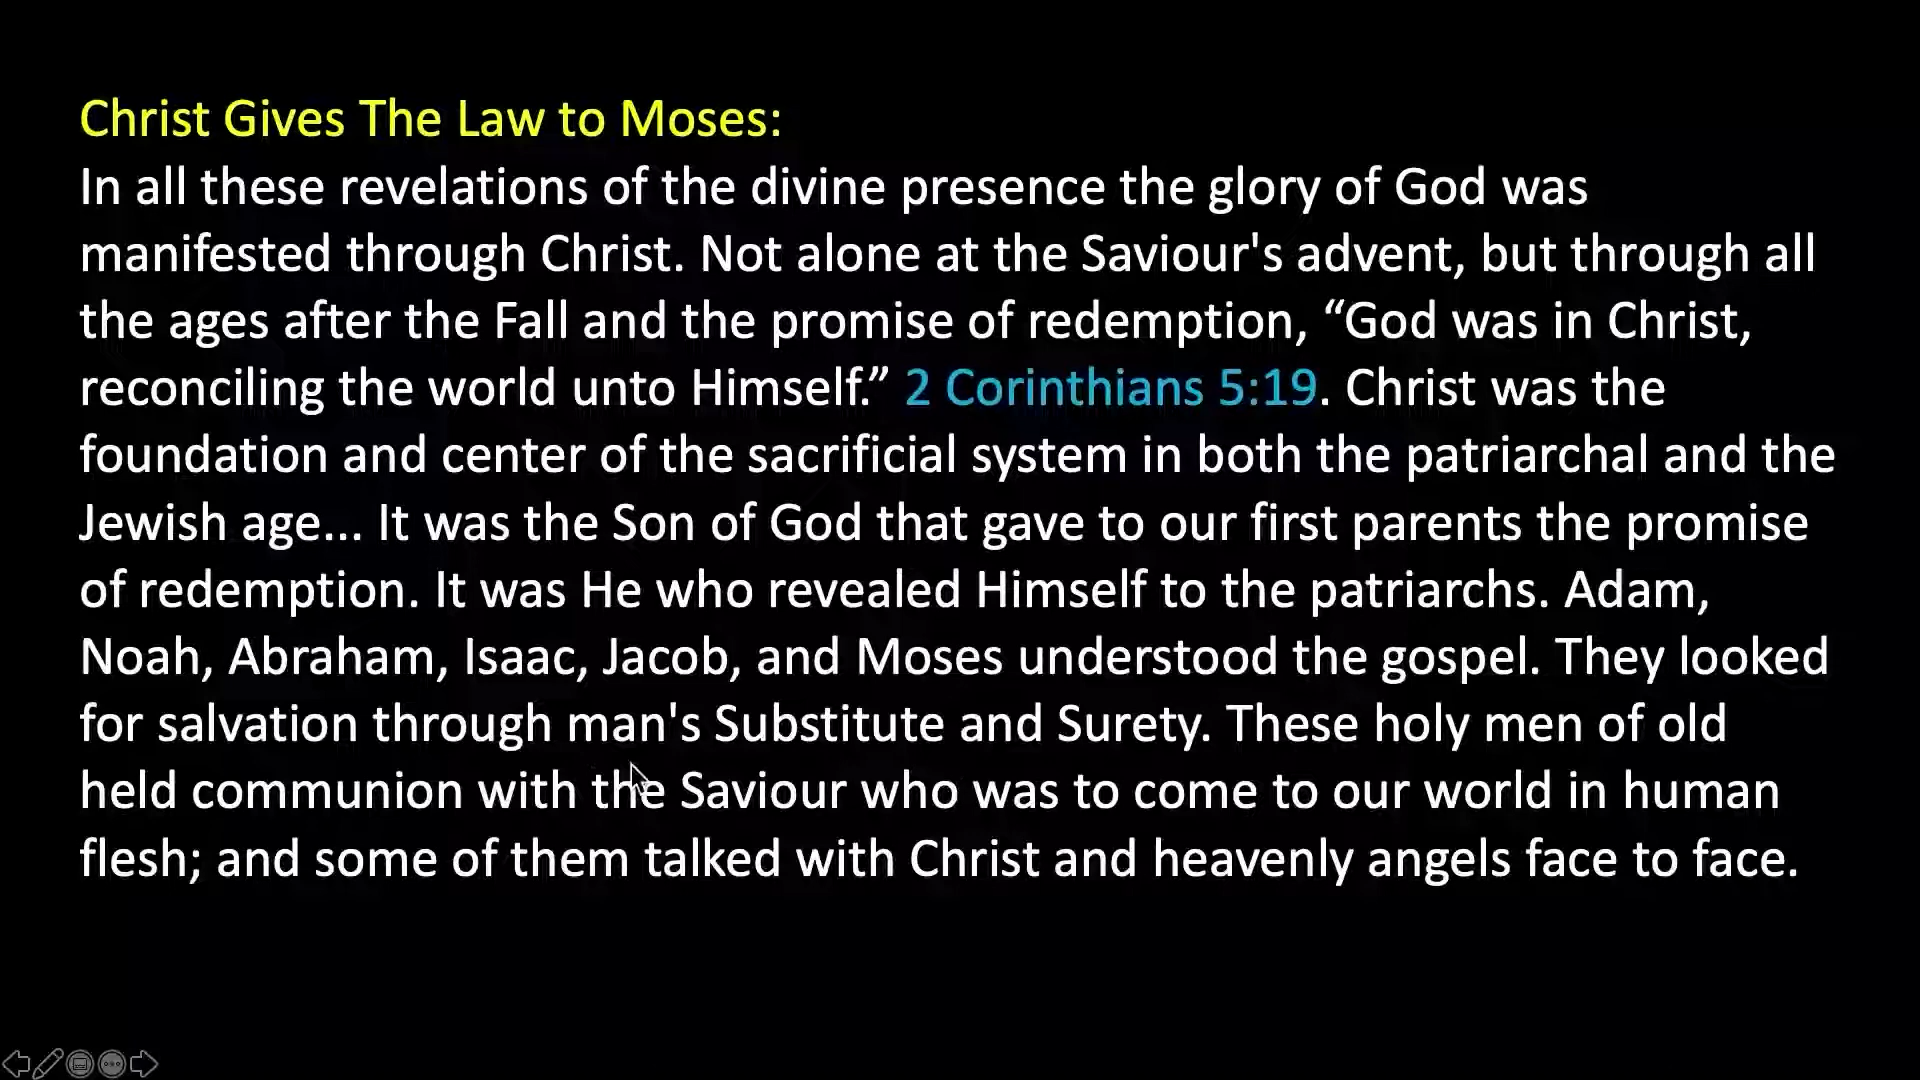 Christ Gives The Law to Moses:
In all these revelations of the divine presence the glory of God was
manifested through Christ. Not alone at the Saviour's advent, but through all
the ages after the Fall and the promise of redemption, “God was in Christ,
reconciling the world unto Himself.” 2 Corinthians 5:19. Christ was the
foundation and center of the sacrificial system in both the patriarchal and the
Jewish age... It was the Son of God that gave to our first parents the promise
of redemption. It was He who revealed Himself to the patriarchs. Adam,
Noah, Abraham, Isaac, Jacob, and Moses understood the gospel. They looked
for salvation through man's Substitute and Surety. These holy men of old
held communion with the Saviour who was to come to our world in human
flesh; and some of them talked with Christ and heavenly angels face to face.